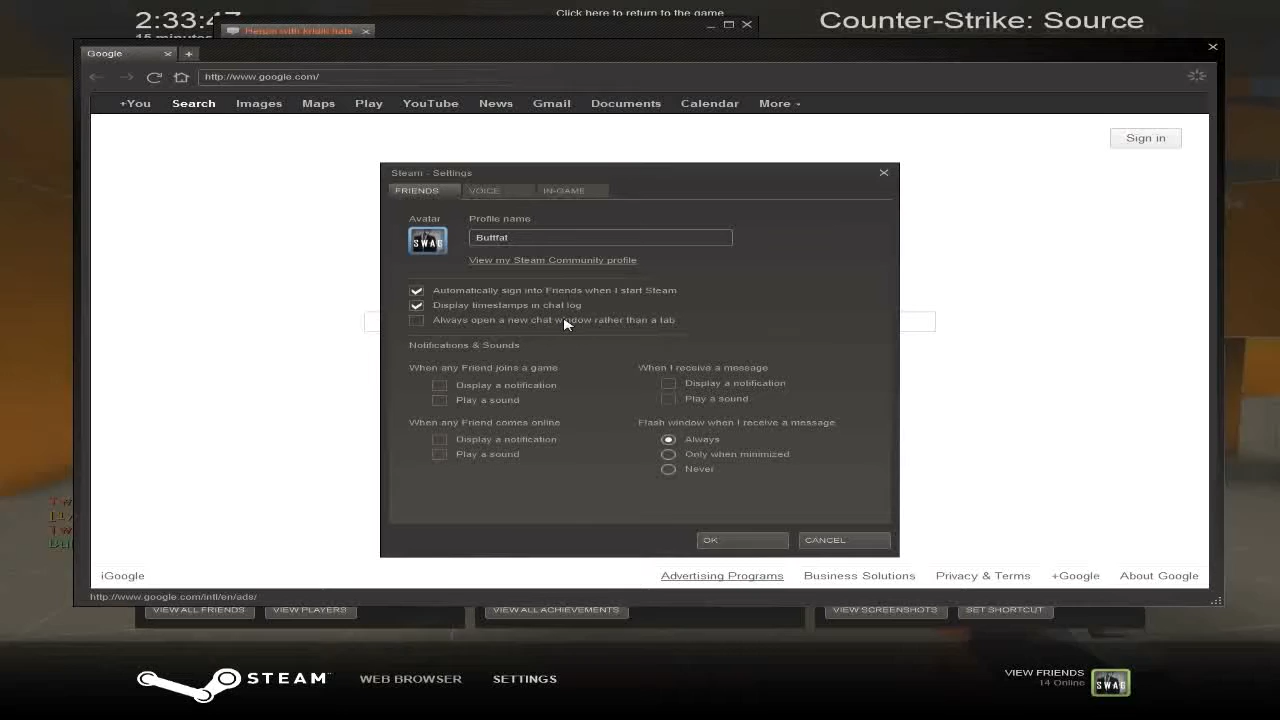 2:33:47
Click here to return to the game
Counter-Strike: Source
15 minutes
Google
http://www.google.com/
+You Search Images Maps Play YouTube News Gmail Documents Calendar More
Sign in
Steam - Settings
FRIENDS VOICE IN-GAME
Avatar
SWAG
Profile name
Buttfat
View my Steam Community profile
Automatically sign into Friends when I start Steam
Display timestamps in chat log
Always open a new chat window rather than a tab
Notifications & Sounds
When any Friend joins a game
Display a notification
Play a sound
When I receive a message
Display a notification
Play a sound
When any Friend comes online
Display a notification
Play a sound
Flash window when I receive a message
Always
Only when minimized
Never
OK CANCEL
iGoogle Advertising Programs Business Solutions Privacy & Terms +Google About Google
http://www.google.com/intl/en/ads/
VIEW ALL FRIENDS VIEW PLAYERS VIEW ALL ACHIEVEMENTS VIEW SCREENSHOTS SET SHORTCUT
STEAM WEB BROWSER SETTINGS
VIEW FRIENDS
14 Online
SWAG